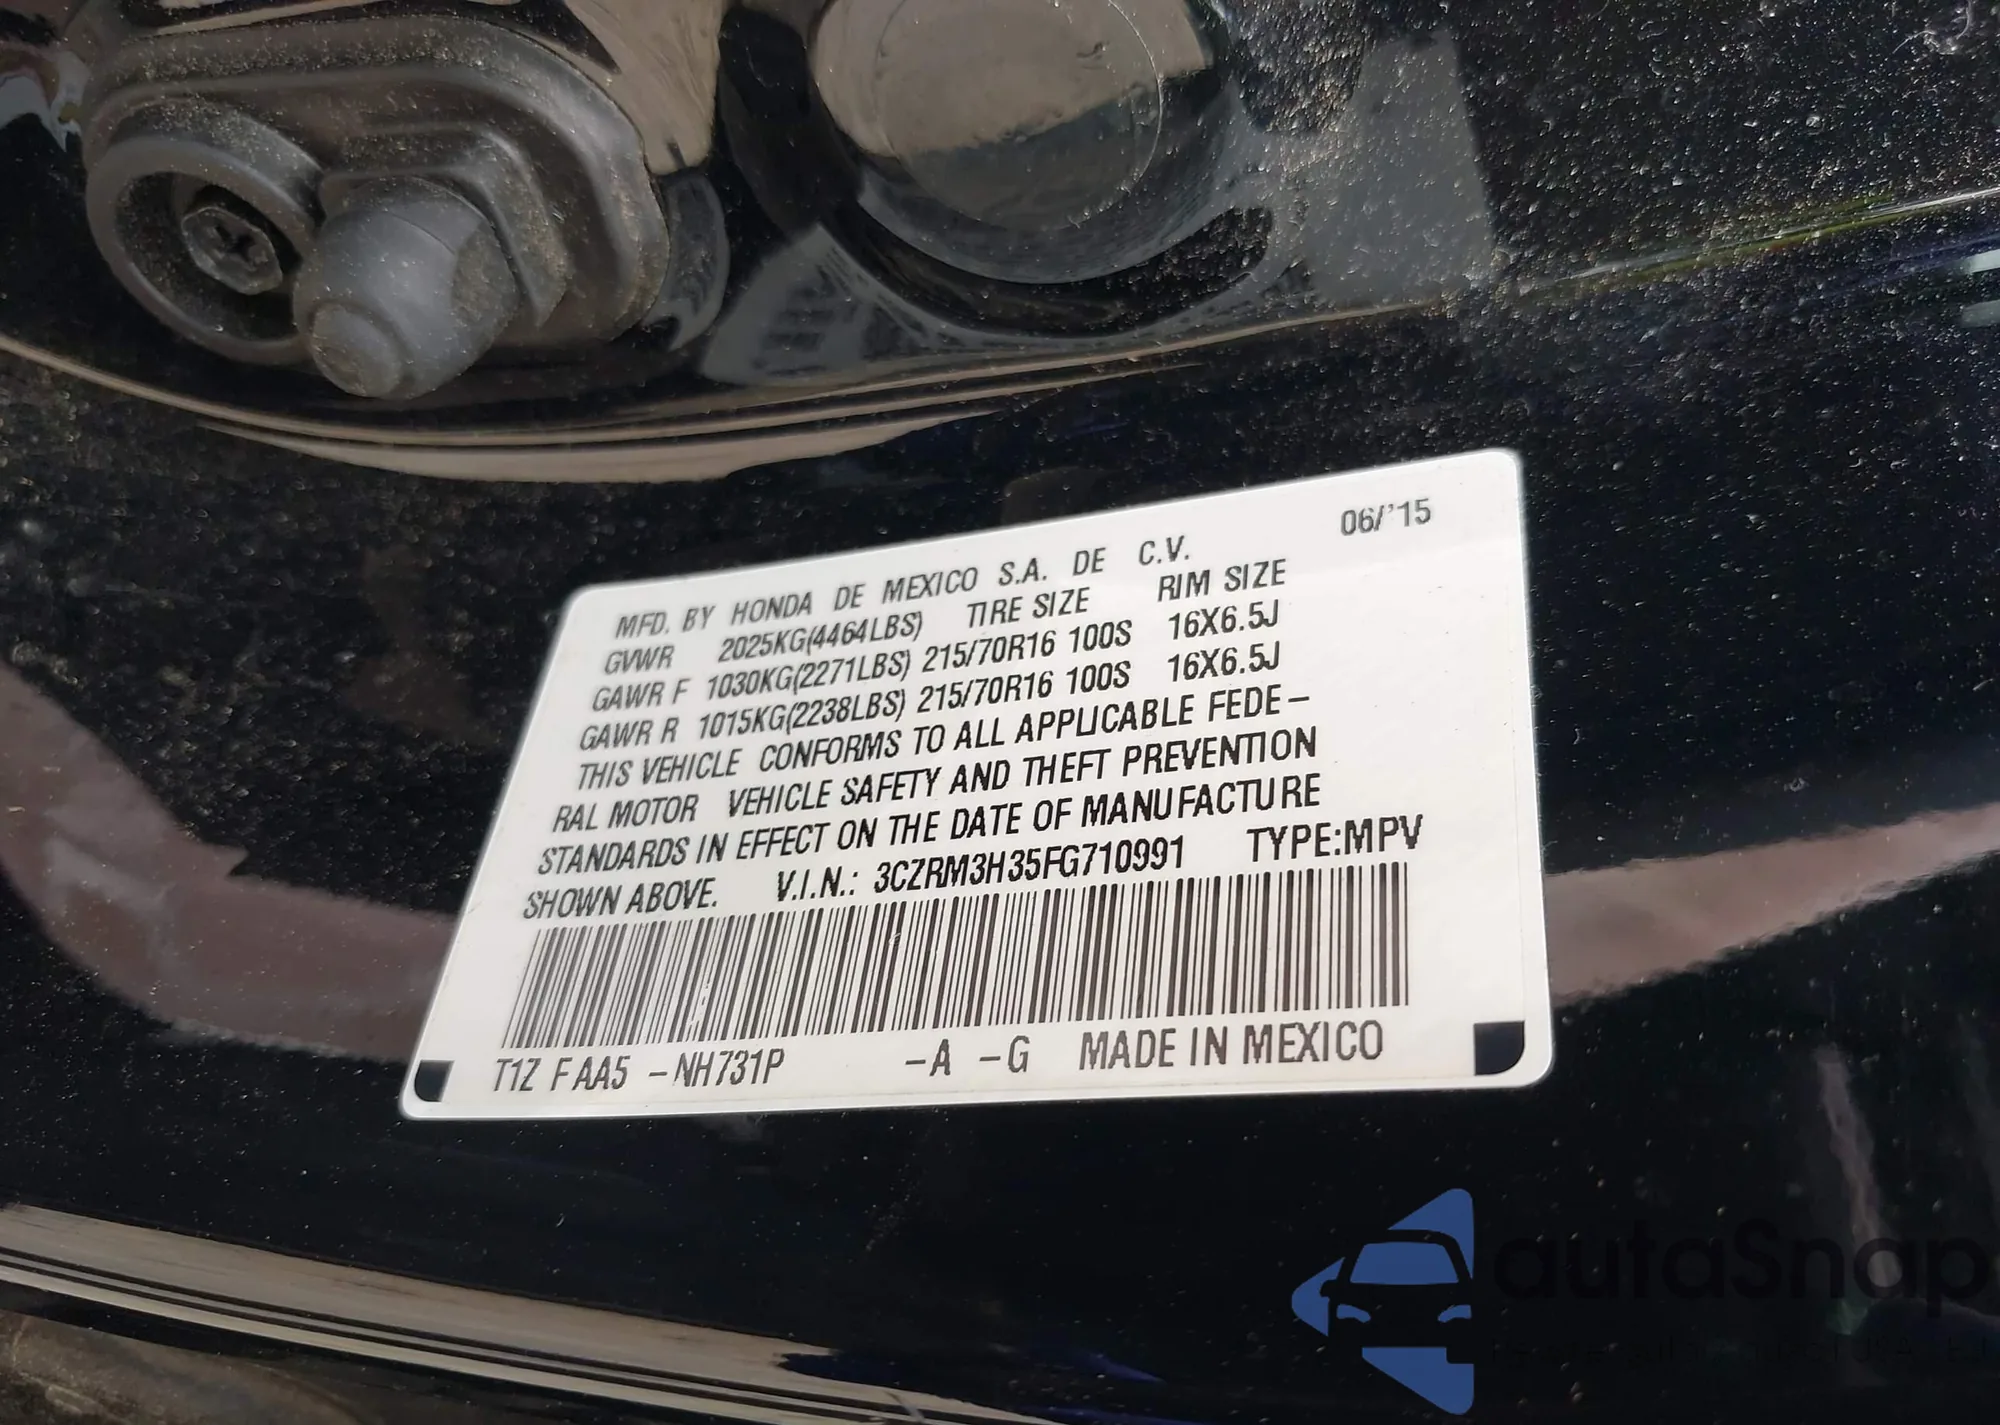 06/'15
MFD. BY HONDA DE MEXICO S.A. DE C.V.
GVWR 2025KG(4464LBS) TIRE SIZE RIM SIZE
GAWR F 1030KG(2271LBS) 215/70R16 100S 16X6.5J
GAWR R 1015KG(2238LBS) 215/70R16 100S 16X6.5J
THIS VEHICLE CONFORMS TO ALL APPLICABLE FEDE-
RAL MOTOR VEHICLE SAFETY AND THEFT PREVENTION
STANDARDS IN EFFECT ON THE DATE OF MANUFACTURE
SHOWN ABOVE. V.I.N.: 3CZRM3H35FG710991 TYPE:MPV
T1Z FAA5 -NH731P -A -G MADE IN MEXICO
autaSnap